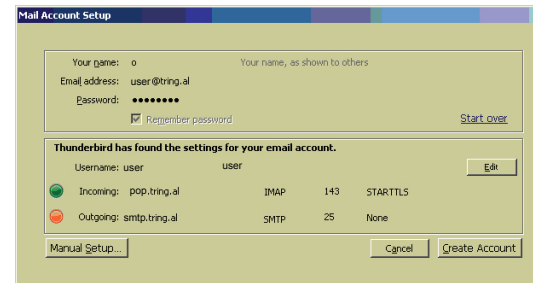 Mail Account Setup
Your name: o Your name, as shown to others
Email address: user@tring.al
Password: ••••••••
Remember password
Start over
Thunderbird has found the settings for your email account.
Username: user user Edit
Incoming: pop.tring.al IMAP 143 STARTTLS
Outgoing: smtp.tring.al SMTP 25 None
Manual Setup... Cancel Create Account